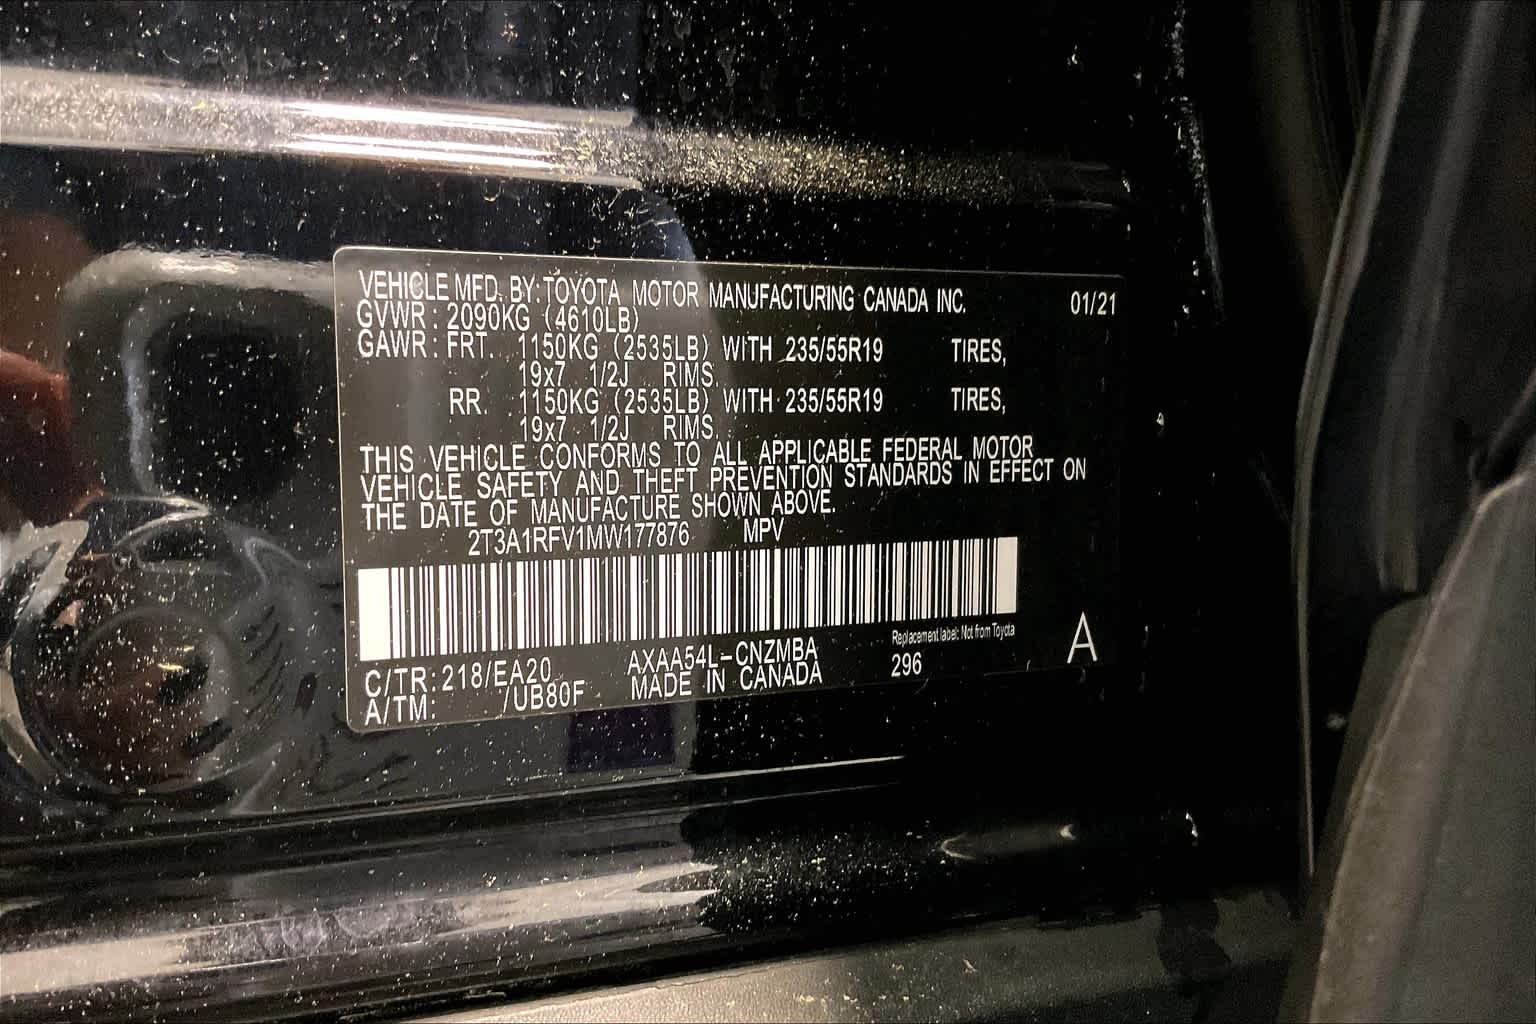 VEHICLE MFD. BY: TOYOTA MOTOR MANUFACTURING CANADA INC. 01/21
GVWR : 2090KG (4610LB)
GAWR : FRT. 1150KG (2535LB) WITH 235/55R19 TIRES,
19x7 1/2J RIMS.
RR. 1150KG (2535LB) WITH 235/55R19 TIRES,
19x7 1/2J RIMS.
THIS VEHICLE CONFORMS TO ALL APPLICABLE FEDERAL MOTOR
VEHICLE SAFETY AND THEFT PREVENTION STANDARDS IN EFFECT ON
THE DATE OF MANUFACTURE SHOWN ABOVE.
2T3A1RFV1MW177876 MPV
Replacement label: Not from Toyota
C/TR: 218/EA20 AXAA54L-CNZMBA 296 A
A/TM: /UB80F MADE IN CANADA